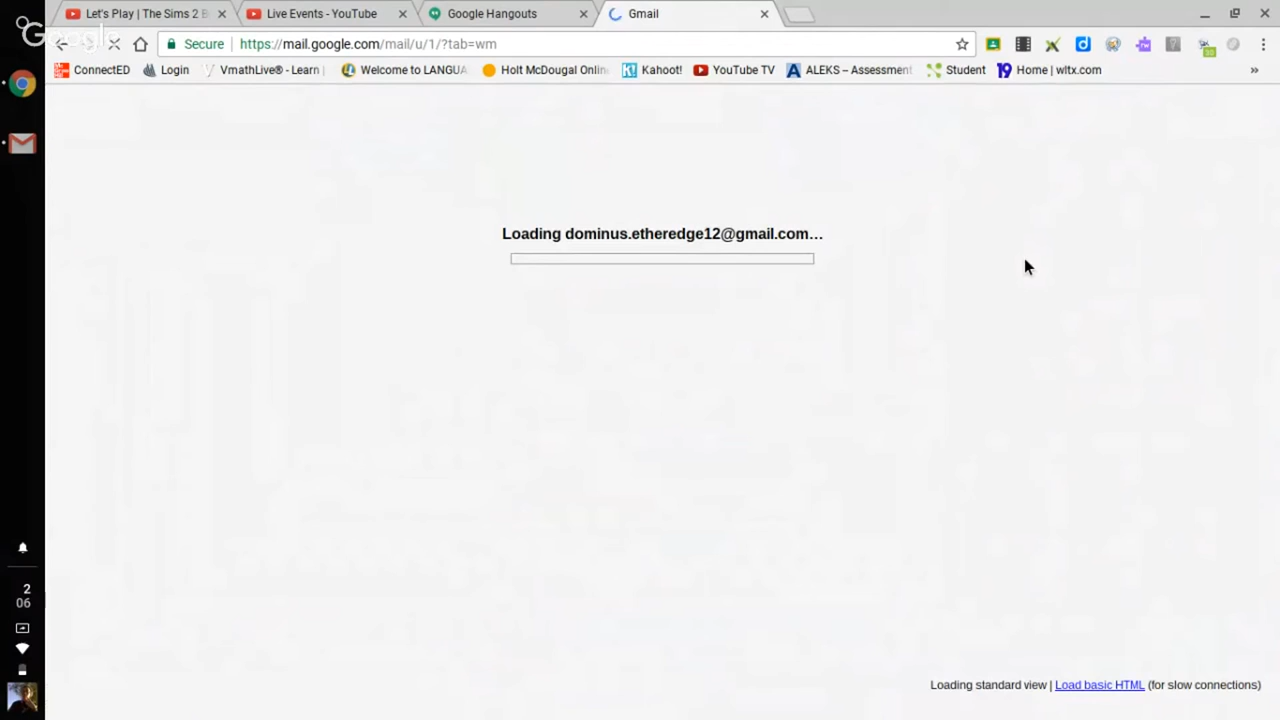 Let's Play | The Sims 2 B
Live Events - YouTube
Google Hangouts
Gmail
Google
Secure
https://mail.google.com/mail/u/1/?tab=wm
ConnectED
Login
VmathLive® - Learn |
Welcome to LANGUA
Holt McDougal Onlin
Kahoot!
YouTube TV
ALEKS – Assessment
Student
Home | wltx.com
»
Loading dominus.etheredge12@gmail.com…
2
06
Loading standard view | Load basic HTML (for slow connections)